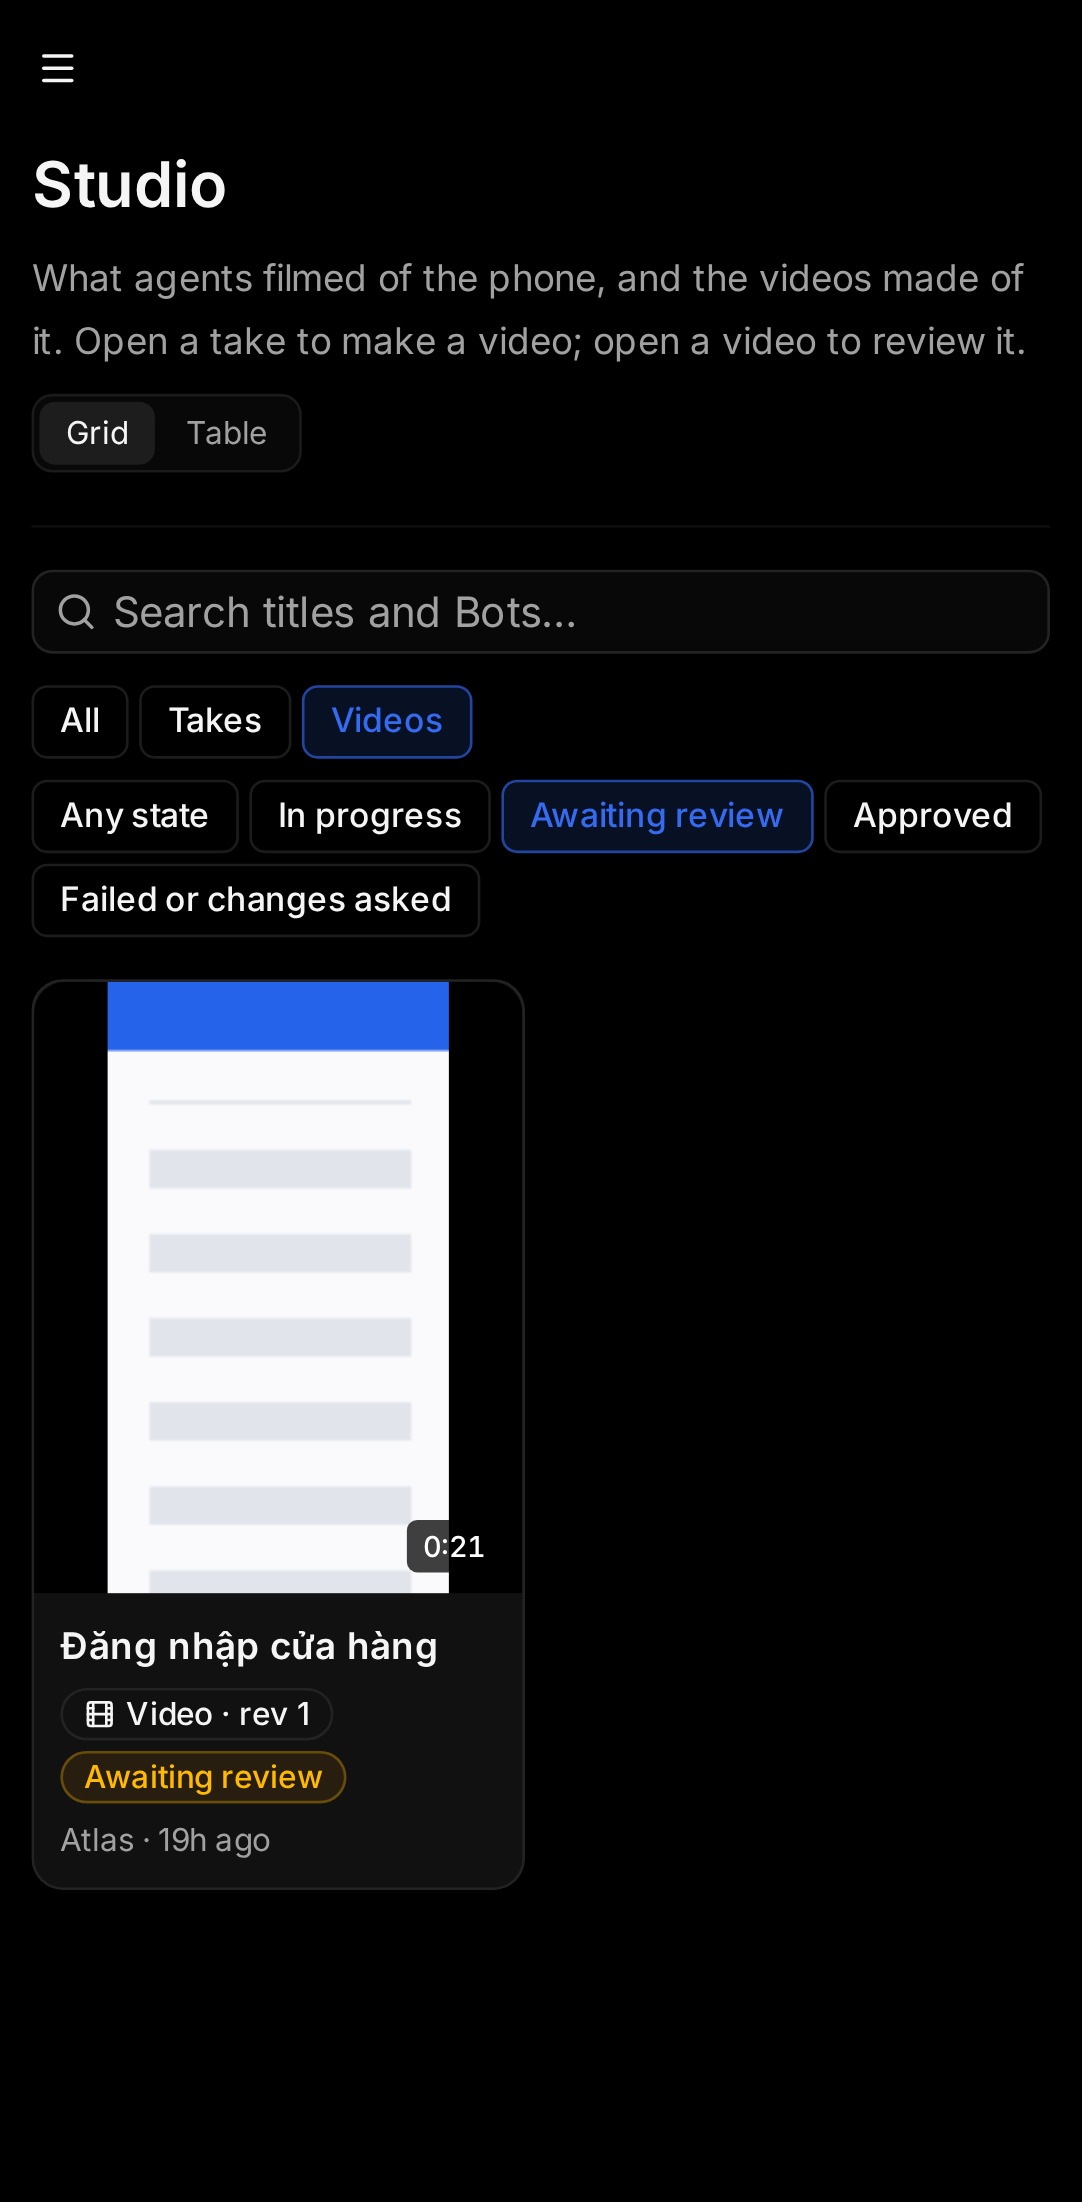 Studio
What agents filmed of the phone, and the videos made of
it. Open a take to make a video; open a video to review it.
Grid Table
Search titles and Bots...
All Takes Videos
Any state In progress Awaiting review Approved
Failed or changes asked
0:21
Đăng nhập cửa hàng
Video · rev 1
Awaiting review
Atlas · 19h ago